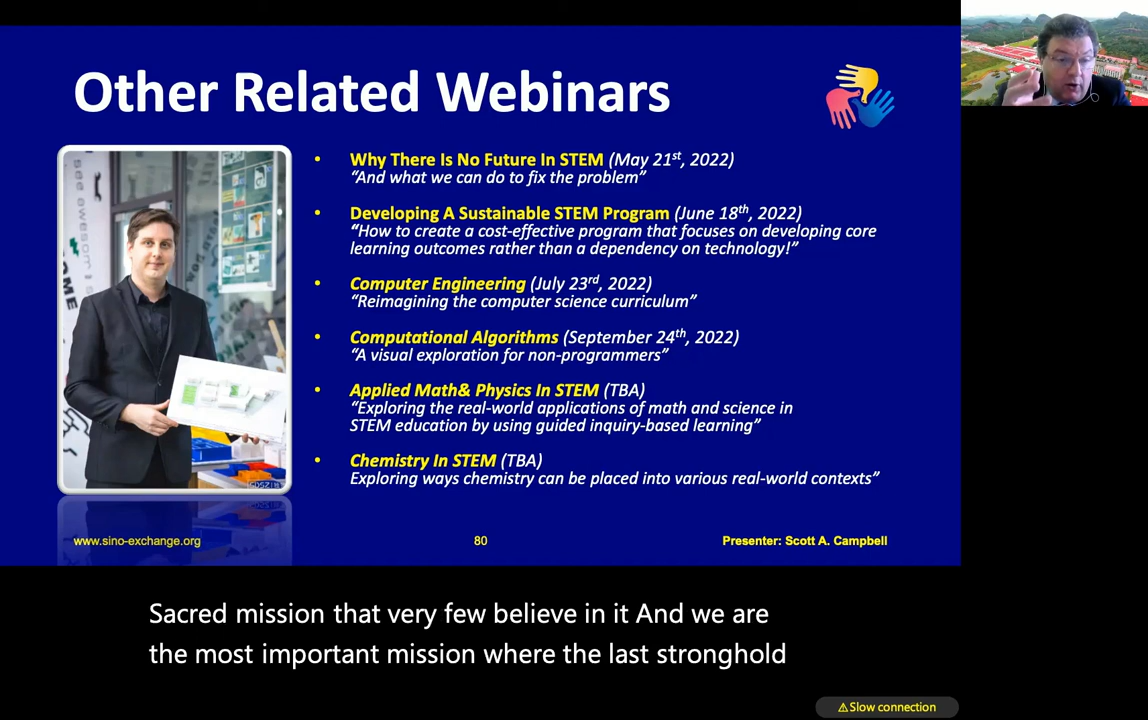 Other Related Webinars
• Why There Is No Future In STEM (May 21st, 2022)
"And what we can do to fix the problem"
• Developing A Sustainable STEM Program (June 18th, 2022)
"How to create a cost-effective program that focuses on developing core
learning outcomes rather than a dependency on technology!"
• Computer Engineering (July 23rd, 2022)
"Reimagining the computer science curriculum"
• Computational Algorithms (September 24th, 2022)
"A visual exploration for non-programmers"
• Applied Math& Physics In STEM (TBA)
"Exploring the real-world applications of math and science in
STEM education by using guided inquiry-based learning"
• Chemistry In STEM (TBA)
Exploring ways chemistry can be placed into various real-world contexts"
www.sino-exchange.org
80
Presenter: Scott A. Campbell
Sacred mission that very few believe in it And we are
the most important mission where the last stronghold
⚠Slow connection